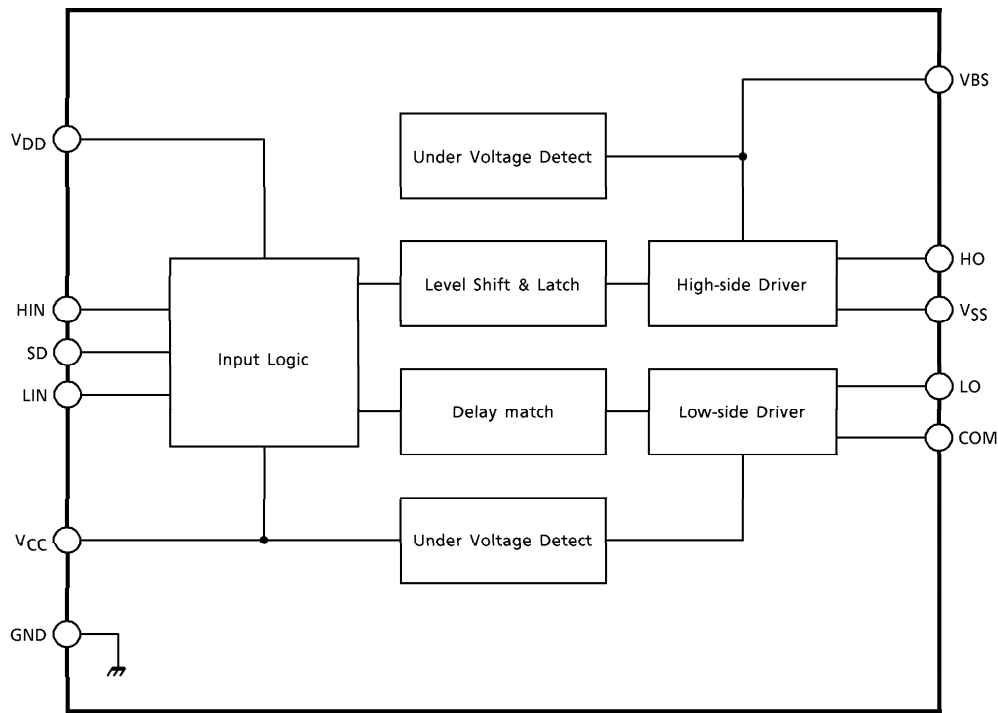 VBS
VDD
Under Voltage Detect
HO
Level Shift & Latch
High-side Driver
HIN
VSS
SD
Input Logic
LIN
LO
Delay match
Low-side Driver
COM
VCC
Under Voltage Detect
GND